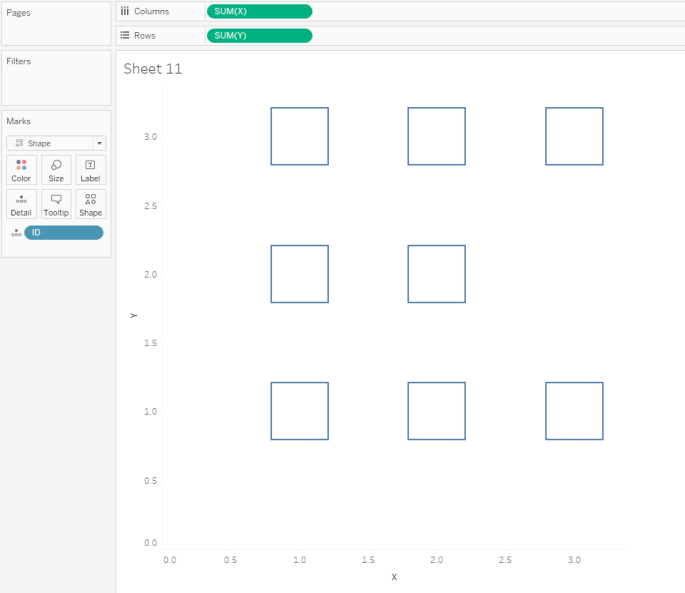 Pages
Columns SUM(X)
Rows SUM(Y)
Filters
Sheet 11
Marks
Shape
Color Size Label
Detail Tooltip Shape
ID
3.0
2.5
2.0
Y
1.5
1.0
0.5
0.0
0.0 0.5 1.0 1.5 2.0 2.5 3.0
X